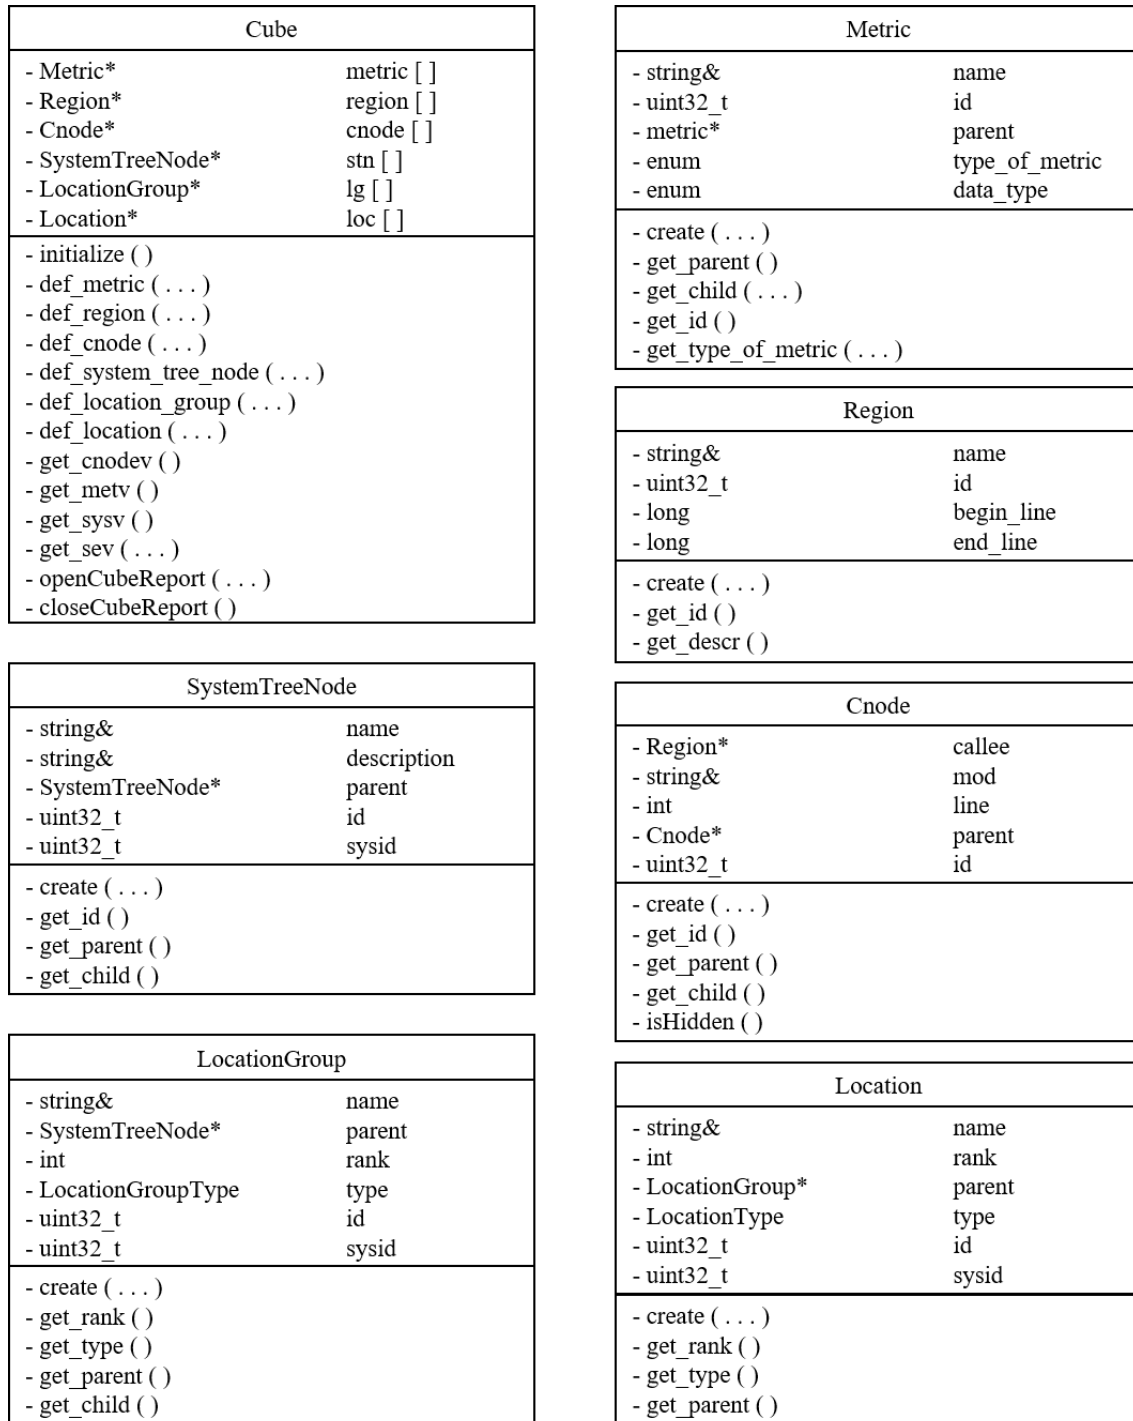 Cube
- Metric* metric [ ]
- Region* region [ ]
- Cnode* cnode [ ]
- SystemTreeNode* stn [ ]
- LocationGroup* lg [ ]
- Location* loc [ ]
- initialize ( )
- def_metric ( . . . )
- def_region ( . . . )
- def_cnode ( . . . )
- def_system_tree_node ( . . . )
- def_location_group ( . . . )
- def_location ( . . . )
- get_cnodev ( )
- get_metv ( )
- get_sysv ( )
- get_sev ( . . . )
- openCubeReport ( . . . )
- closeCubeReport ( )
SystemTreeNode
- string& name
- string& description
- SystemTreeNode* parent
- uint32_t id
- uint32_t sysid
- create ( . . . )
- get_id ( )
- get_parent ( )
- get_child ( )
LocationGroup
- string& name
- SystemTreeNode* parent
- int rank
- LocationGroupType type
- uint32_t id
- uint32_t sysid
- create ( . . . )
- get_rank ( )
- get_type ( )
- get_parent ( )
- get_child ( )
Metric
- string& name
- uint32_t id
- metric* parent
- enum type_of_metric
- enum data_type
- create ( . . . )
- get_parent ( )
- get_child ( . . . )
- get_id ( )
- get_type_of_metric ( . . . )
Region
- string& name
- uint32_t id
- long begin_line
- long end_line
- create ( . . . )
- get_id ( )
- get_descr ( )
Cnode
- Region* callee
- string& mod
- int line
- Cnode* parent
- uint32_t id
- create ( . . . )
- get_id ( )
- get_parent ( )
- get_child ( )
- isHidden ( )
Location
- string& name
- int rank
- LocationGroup* parent
- LocationType type
- uint32_t id
- uint32_t sysid
- create ( . . . )
- get_rank ( )
- get_type ( )
- get_parent ( )